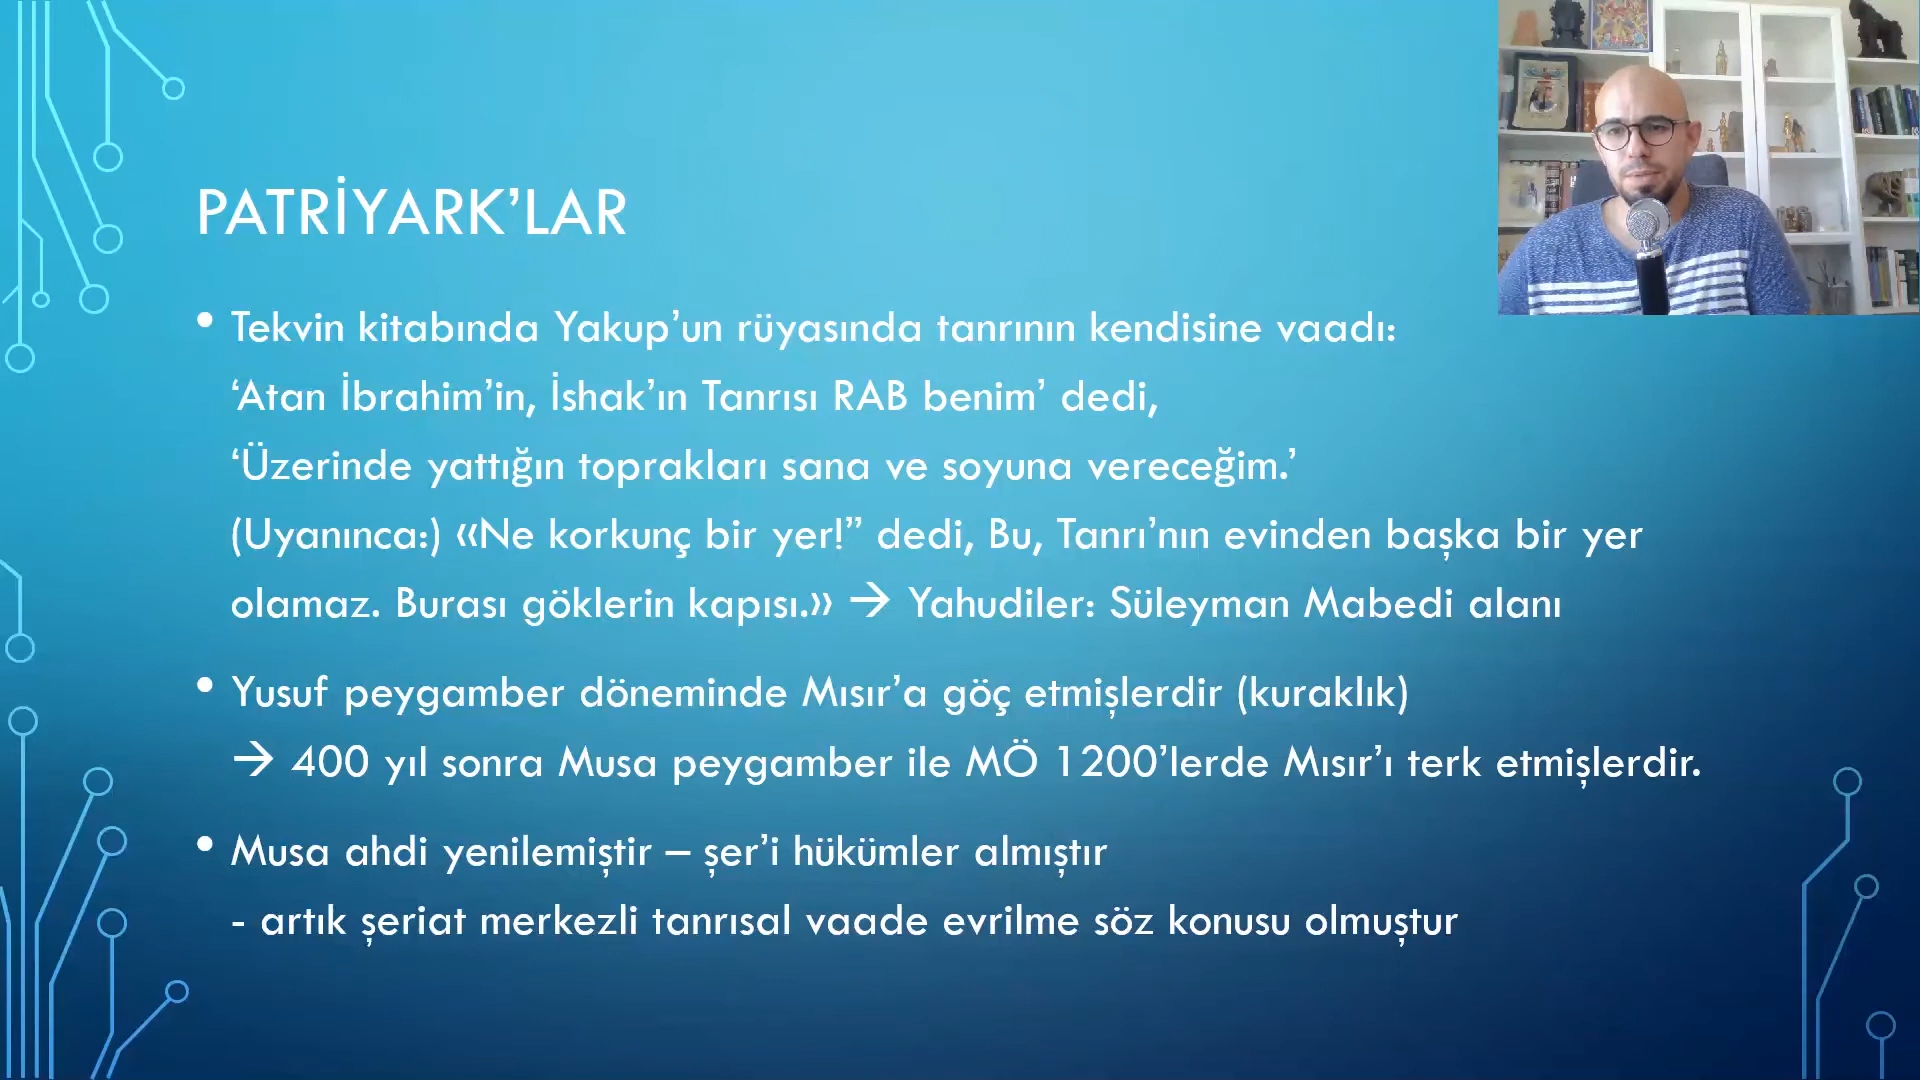 PATRİYARK’LAR
• Tekvin kitabında Yakup’un rüyasında tanrının kendisine vaadı:
‘Atan İbrahim’in, İshak’ın Tanrısı RAB benim’ dedi,
‘Üzerinde yattığın toprakları sana ve soyuna vereceğim.’
(Uyanınca:) «Ne korkunç bir yer!” dedi, Bu, Tanrı’nın evinden başka bir yer
olamaz. Burası göklerin kapısı.» → Yahudiler: Süleyman Mabedi alanı
• Yusuf peygamber döneminde Mısır’a göç etmişlerdir (kuraklık)
→ 400 yıl sonra Musa peygamber ile MÖ 1200’lerde Mısır’ı terk etmişlerdir.
• Musa ahdi yenilemiştir – şer’i hükümler almıştır
- artık şeriat merkezli tanrısal vaade evrilme söz konusu olmuştur